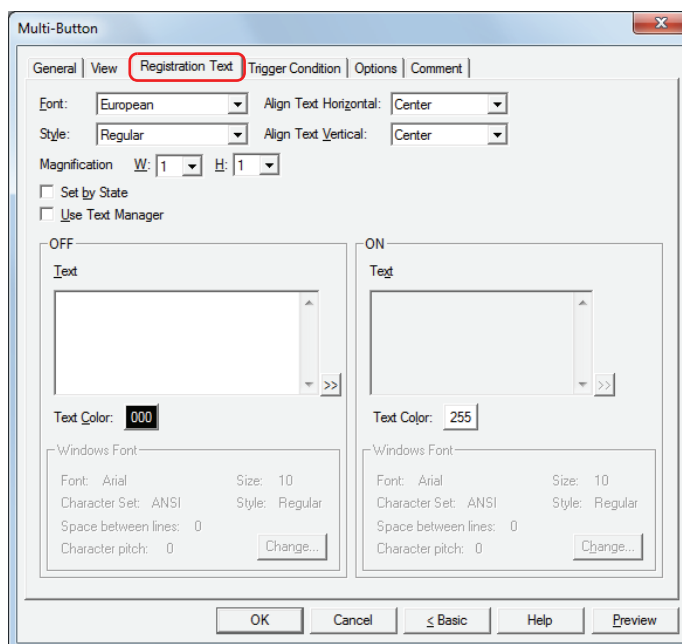 Multi-Button
General View Registration Text Trigger Condition Options Comment
Font: European Align Text Horizontal: Center
Style: Regular Align Text Vertical: Center
Magnification W: 1 H: 1
Set by State
Use Text Manager
OFF
Text
>>
Text Color: 000
Windows Font
Font: Arial Size: 10
Character Set: ANSI Style: Regular
Space between lines: 0
Character pitch: 0 Change...
ON
Text
>>
Text Color: 255
Windows Font
Font: Arial Size: 10
Character Set: ANSI Style: Regular
Space between lines: 0
Character pitch: 0 Change...
OK Cancel < Basic Help Preview